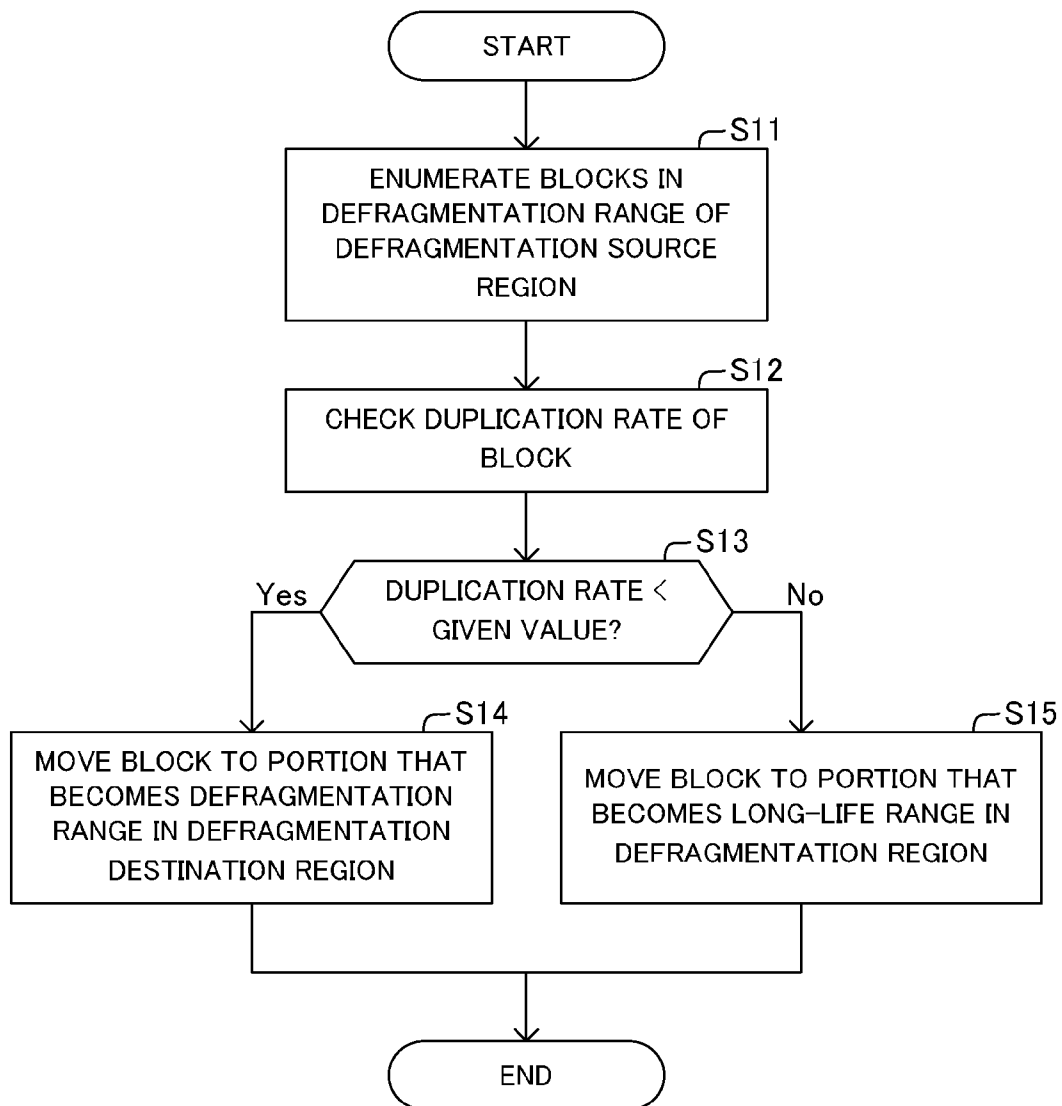 START
S11
ENUMERATE BLOCKS IN
DEFRAGMENTATION RANGE OF
DEFRAGMENTATION SOURCE
REGION
S12
CHECK DUPLICATION RATE OF
BLOCK
S13
DUPLICATION RATE <
GIVEN VALUE?
Yes
No
S14
MOVE BLOCK TO PORTION THAT
BECOMES DEFRAGMENTATION
RANGE IN DEFRAGMENTATION
DESTINATION REGION
S15
MOVE BLOCK TO PORTION THAT
BECOMES LONG-LIFE RANGE IN
DEFRAGMENTATION REGION
END